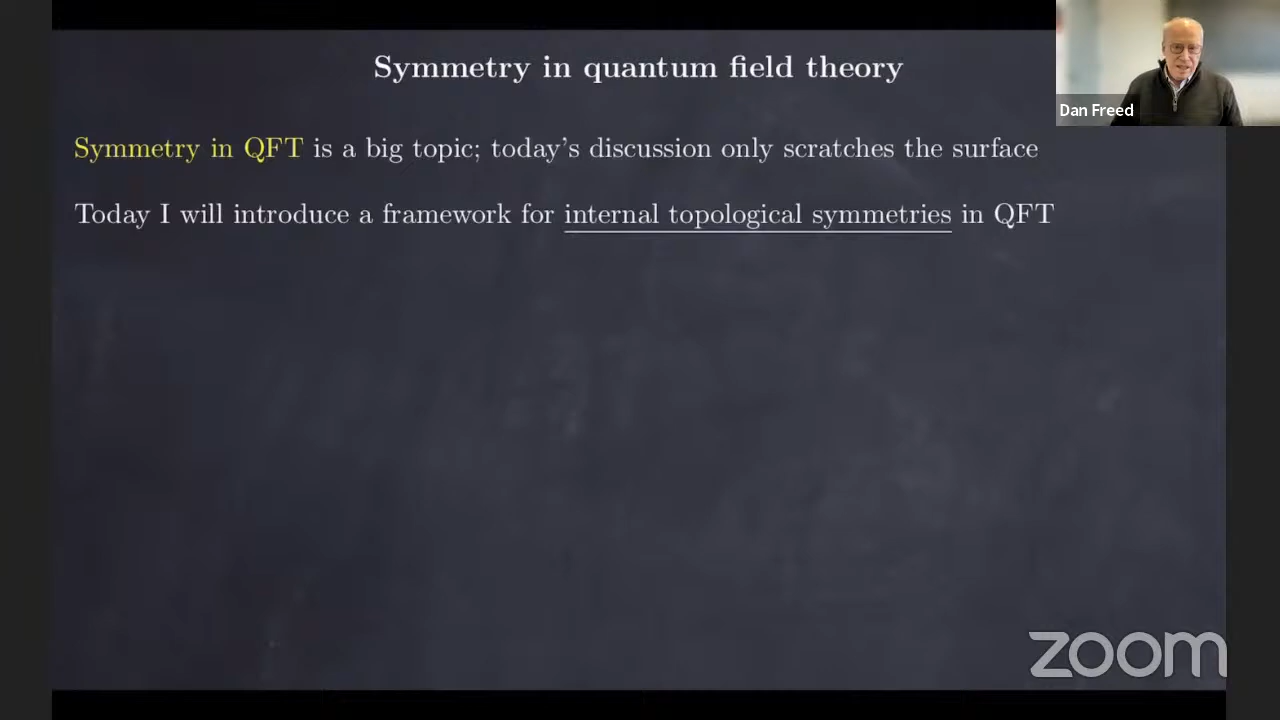 Symmetry in quantum field theory
Dan Freed
Symmetry in QFT is a big topic; today's discussion only scratches the surface
Today I will introduce a framework for internal topological symmetries in QFT
zoom